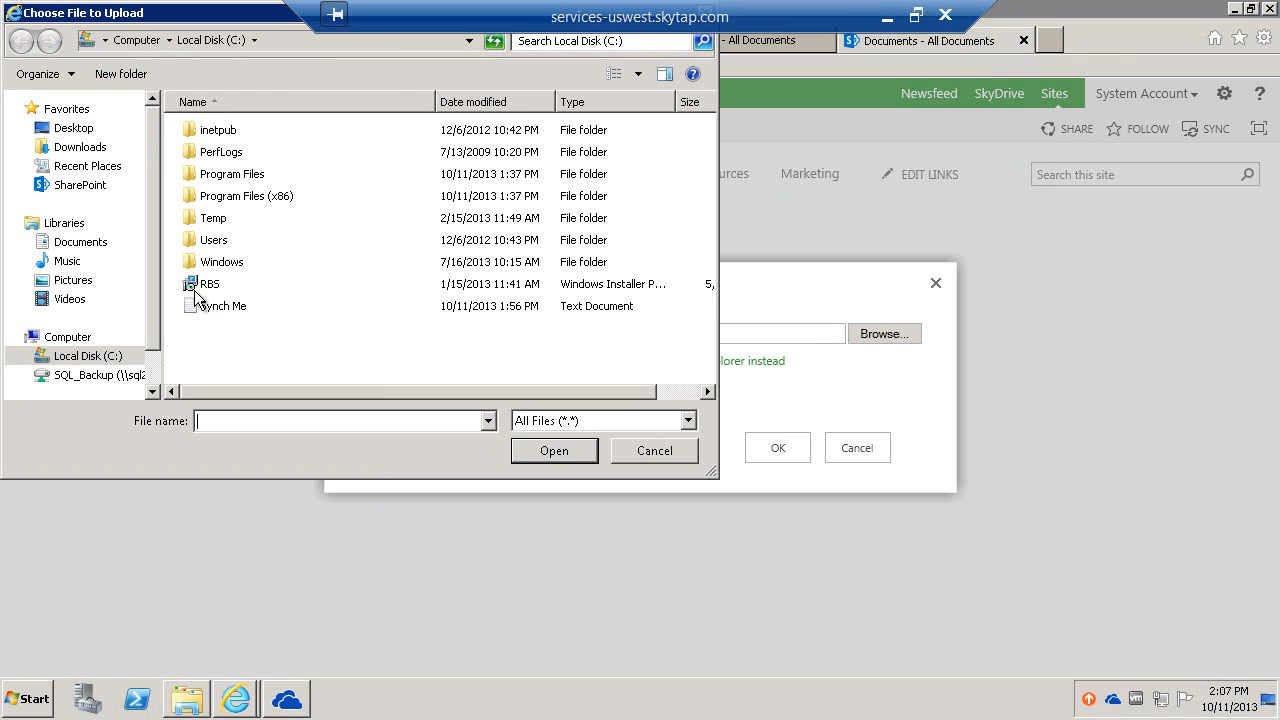 Choose File to Upload
services-uswest.skytap.com
Computer
Local Disk (C:)
Search Local Disk (C:)
- All Documents
Documents - All Documents
Organize
New folder
Newsfeed
SkyDrive
Sites
System Account
SHARE
FOLLOW
SYNC
Favorites
Desktop
Downloads
Recent Places
SharePoint
Libraries
Documents
Music
Pictures
Videos
Computer
Local Disk (C:)
SQL_Backup (\\sql2
Name Date modified Type Size
inetpub 12/6/2012 10:42 PM File folder
PerfLogs 7/13/2009 10:20 PM File folder
Program Files 10/11/2013 1:37 PM File folder
Program Files (x86) 10/11/2013 1:37 PM File folder
Temp 2/15/2013 11:49 AM File folder
Users 12/6/2012 10:43 PM File folder
Windows 7/16/2013 10:15 AM File folder
RBS 1/15/2013 11:41 AM Windows Installer P... 5,
ynch Me 10/11/2013 1:56 PM Text Document
File name:
All Files (*.*)
Open
Cancel
urces
Marketing
EDIT LINKS
Search this site
Browse...
lorer instead
OK
Cancel
Start
2:07 PM
10/11/2013